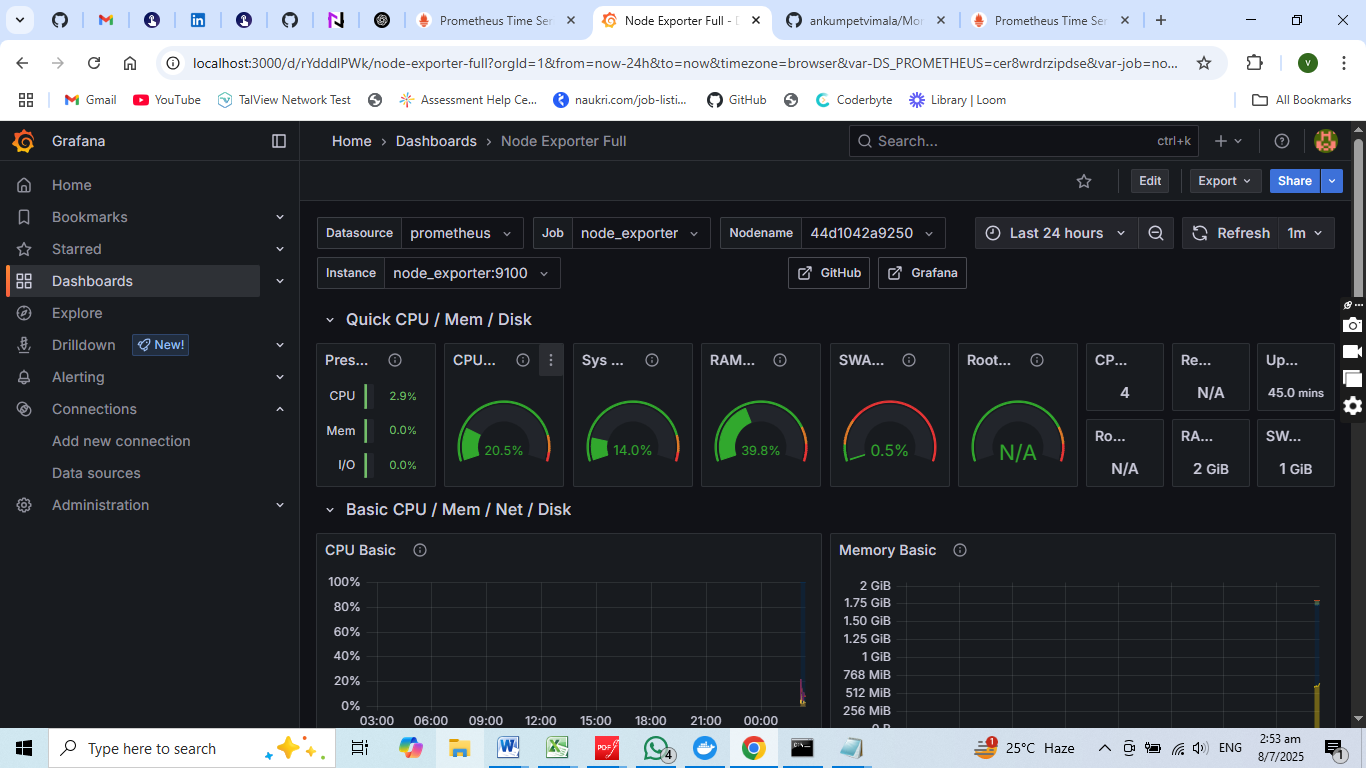 Prometheus Time Ser
Node Exporter Full - D
ankumpetvimala/Mon
Prometheus Time Ser
localhost:3000/d/rYdddlPWk/node-exporter-full?orgId=1&from=now-24h&to=now&timezone=browser&var-DS_PROMETHEUS=cer8wrdrzipdse&var-job=no...
V
Gmail
YouTube
TalView Network Test
Assessment Help Ce...
naukri.com/job-listi...
GitHub
Coderbyte
Library | Loom
All Bookmarks
Grafana
Home › Dashboards › Node Exporter Full
Search...
ctrl+k
Home
Bookmarks
Starred
Dashboards
Explore
Drilldown
New!
Alerting
Connections
Add new connection
Data sources
Administration
Edit
Export
Share
Datasource
prometheus
Job
node_exporter
Nodename
44d1042a9250
Last 24 hours
Refresh
1m
Instance
node_exporter:9100
GitHub
Grafana
Quick CPU / Mem / Disk
Pres...
CPU 2.9%
Mem 0.0%
I/O 0.0%
CPU...
20.5%
Sys ...
14.0%
RAM...
39.8%
SWA...
0.5%
Root...
N/A
CP...
4
Re...
N/A
Up...
45.0 mins
Ro...
N/A
RA...
2 GiB
SW...
1 GiB
Basic CPU / Mem / Net / Disk
CPU Basic
100%
80%
60%
40%
20%
0%
03:00 06:00 09:00 12:00 15:00 18:00 21:00 00:00
Memory Basic
2 GiB
1.75 GiB
1.50 GiB
1.25 GiB
1 GiB
768 MiB
512 MiB
256 MiB
0 B
Type here to search
W
PDF
4
25°C Haze
ENG
2:53 am
8/7/2025
1